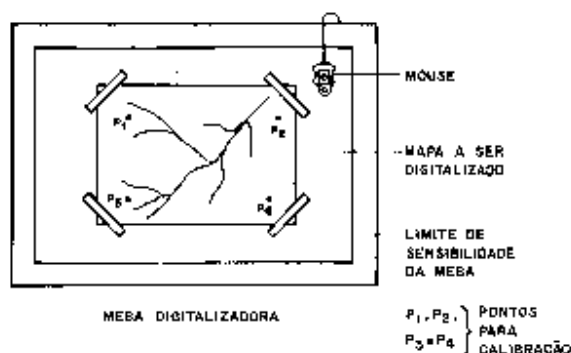 MOUSE
P1
P2
MAPA A SER
DIGITALIZADO
P3
P4
LIMITE DE
SENSIBILIDADE
DA MESA
MESA DIGITALIZADORA
P1, P2,
P3 e P4
PONTOS
PARA
CALIBRAÇÃO